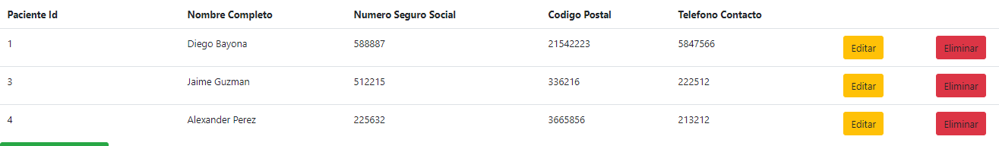 Paciente Id Nombre Completo Numero Seguro Social Codigo Postal Telefono Contacto
1 Diego Bayona 588887 21542223 5847566 Editar Eliminar
3 Jaime Guzman 512215 336216 222512 Editar Eliminar
4 Alexander Perez 225632 3665856 213212 Editar Eliminar